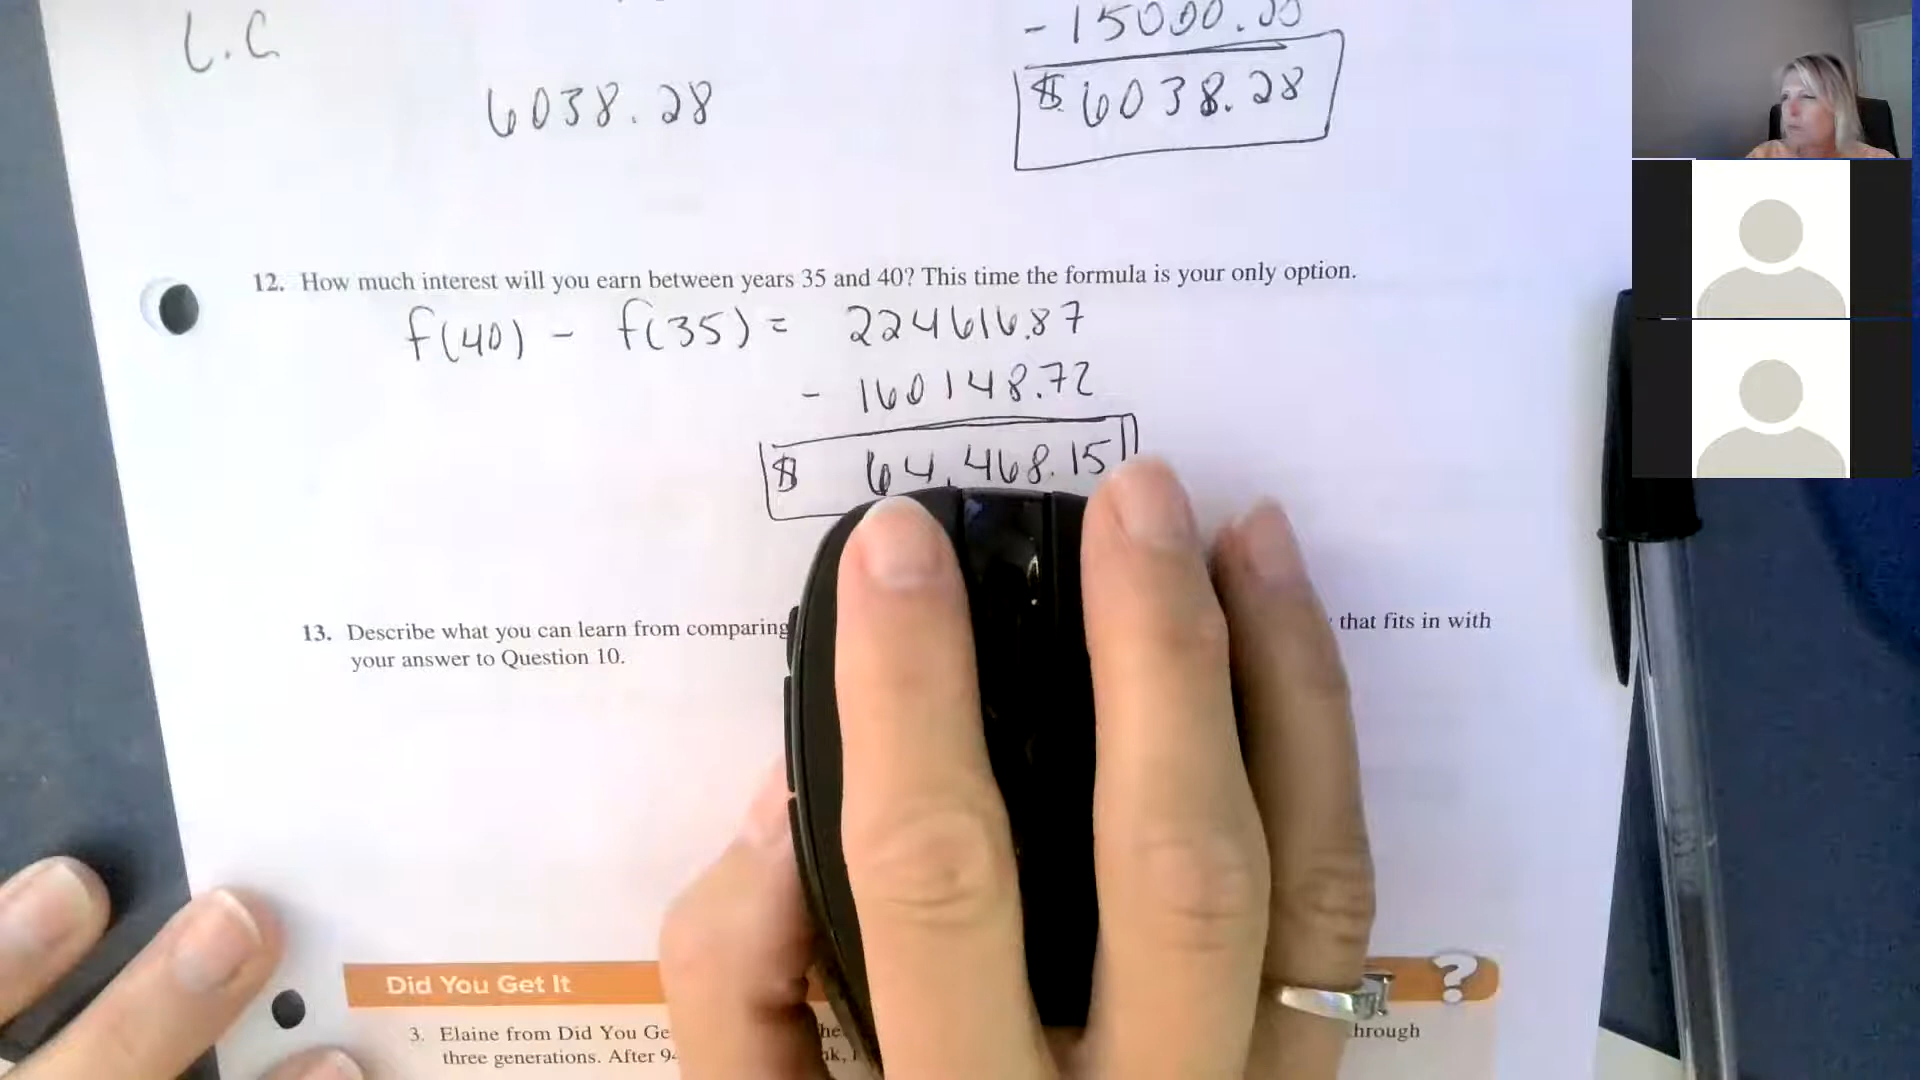 - 15000.00
L.C
6038.28
$ 6038.28
12. How much interest will you earn between years 35 and 40? This time the formula is your only option.
f(40) - f(35) = 224616.87
- 160148.72
$ 64,468.15
13. Describe what you can learn from comparing that fits in with
your answer to Question 10.
Did You Get It ?
3. Elaine from Did You Ge he hrough
three generations. After 9